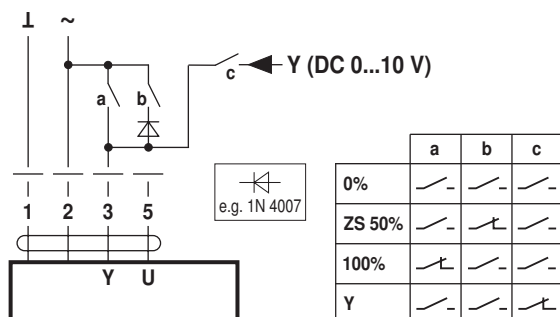 ⊥ ~
c Y (DC 0...10 V)
a b
a b c
e.g. 1N 4007
0%
1 2 3 5
ZS 50%
Y U
100%
Y